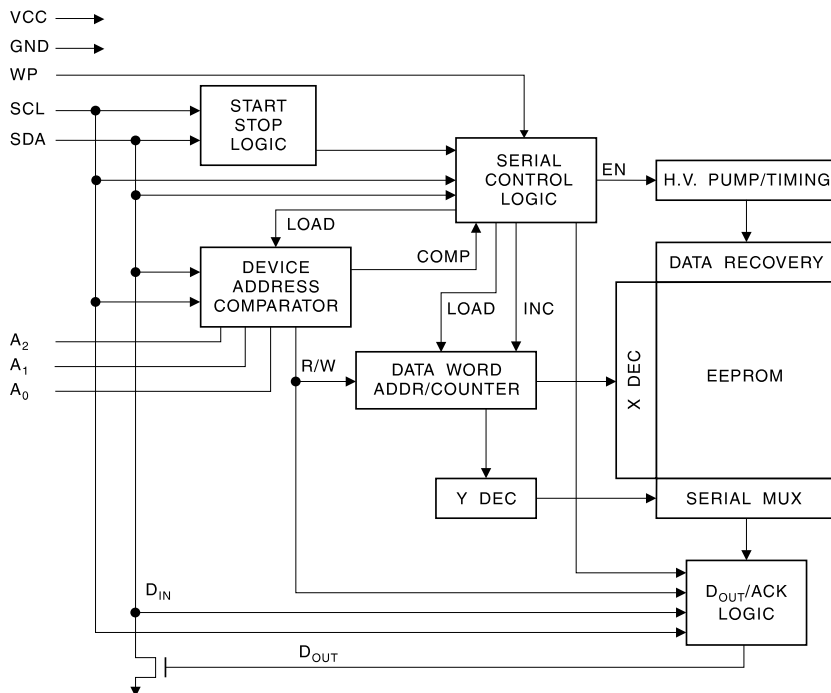 VCC
GND
WP
SCL
SDA
START
STOP
LOGIC
SERIAL
CONTROL
LOGIC
EN
H.V. PUMP/TIMING
LOAD
COMP
DEVICE
ADDRESS
COMPARATOR
DATA RECOVERY
LOAD
INC
A2
A1
A0
R/W
DATA WORD
ADDR/COUNTER
X DEC
EEPROM
Y DEC
SERIAL MUX
DIN
DOUT/ACK
LOGIC
DOUT